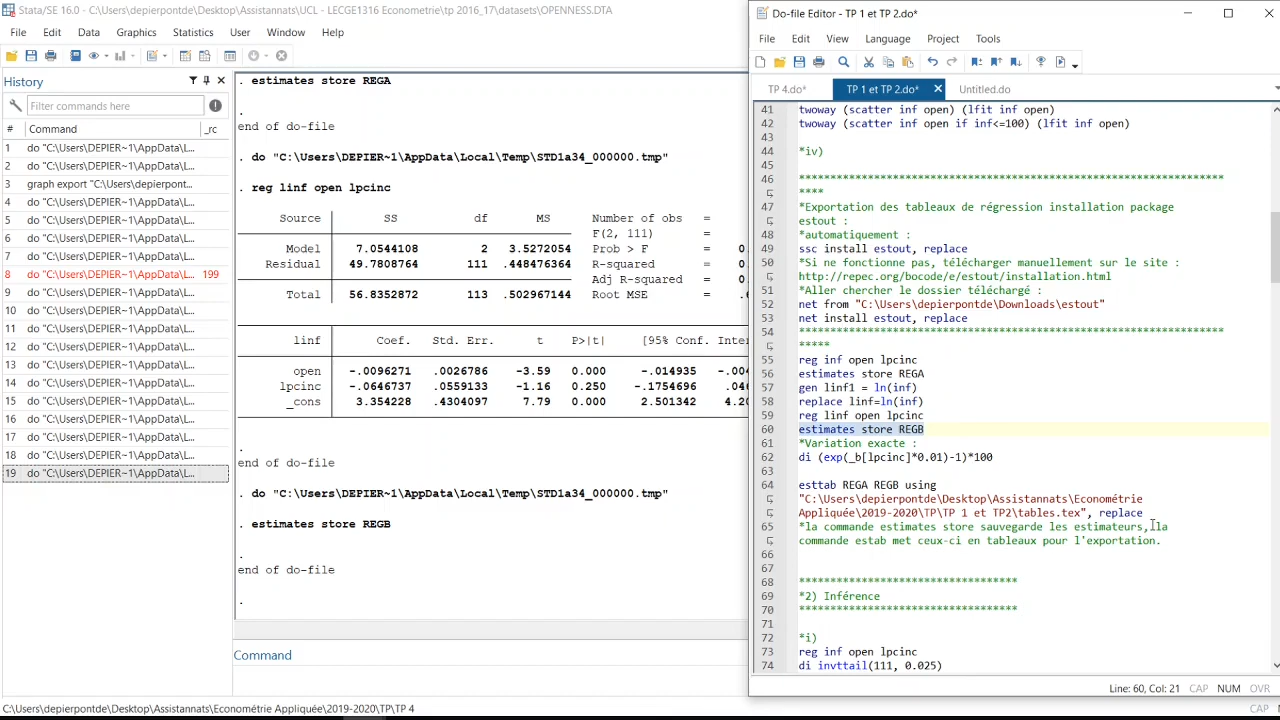 Stata/SE 16.0 - C:\Users\depierpontde\Desktop\Assistannats\UCL - LECGE1316 Econometrie\tp 2016_17\datasets\OPENNESS.DTA
File Edit Data Graphics Statistics User Window Help
History
Filter commands here
# Command _rc
1 do "C:\Users\DEPIER~1\AppData\L...
2 do "C:\Users\DEPIER~1\AppData\L...
3 graph export "C:\Users\depierpont...
4 do "C:\Users\DEPIER~1\AppData\L...
5 do "C:\Users\DEPIER~1\AppData\L...
6 do "C:\Users\DEPIER~1\AppData\L...
7 do "C:\Users\DEPIER~1\AppData\L...
8 do "C:\Users\DEPIER~1\AppData\L... 199
9 do "C:\Users\DEPIER~1\AppData\L...
10 do "C:\Users\DEPIER~1\AppData\L...
11 do "C:\Users\DEPIER~1\AppData\L...
12 do "C:\Users\DEPIER~1\AppData\L...
13 do "C:\Users\DEPIER~1\AppData\L...
14 do "C:\Users\DEPIER~1\AppData\L...
15 do "C:\Users\DEPIER~1\AppData\L...
16 do "C:\Users\DEPIER~1\AppData\L...
17 do "C:\Users\DEPIER~1\AppData\L...
18 do "C:\Users\DEPIER~1\AppData\L...
19 do "C:\Users\DEPIER~1\AppData\L...
. estimates store REGA
.
end of do-file
. do "C:\Users\DEPIER~1\AppData\Local\Temp\STD1a34_000000.tmp"
. reg linf open lpcinc
Source SS df MS Number of obs =
F(2, 111) =
Model 7.0544108 2 3.5272054 Prob > F = 0.
Residual 49.7808764 111 .448476364 R-squared = 0.
Adj R-squared = 0.
Total 56.8352872 113 .502967144 Root MSE = .
linf Coef. Std. Err. t P>|t| [95% Conf. Inter
open -.0096271 .0026786 -3.59 0.000 -.014935 -.00
lpcinc -.0646737 .0559133 -1.16 0.250 -.1754696 .04
_cons 3.354228 .4304097 7.79 0.000 2.501342 4.20
.
end of do-file
. do "C:\Users\DEPIER~1\AppData\Local\Temp\STD1a34_000000.tmp"
. estimates store REGB
.
end of do-file
.
Command
C:\Users\depierpontde\Desktop\Assistannats\Econométrie Appliquée\2019-2020\TP\TP 4
CAP
Do-file Editor - TP 1 et TP 2.do*
File Edit View Language Project Tools
TP 4.do* TP 1 et TP 2.do* Untitled.do
41 twoway (scatter inf open) (lfit inf open)
42 twoway (scatter inf open if inf<=100) (lfit inf open)
43
44 *iv)
45
46 ********************************************************************
****
47 *Exportation des tableaux de régression installation package
estout :
48 *automatiquement :
49 ssc install estout, replace
50 *Si ne fonctionne pas, télécharger manuellement sur le site :
http://repec.org/bocode/e/estout/installation.html
51 *Aller chercher le dossier téléchargé :
52 net from "C:\Users\depierpontde\Downloads\estout"
53 net install estout, replace
54 ********************************************************************
*****
55 reg inf open lpcinc
56 estimates store REGA
57 gen linf1 = ln(inf)
58 replace linf=ln(inf)
59 reg linf open lpcinc
60 estimates store REGB
61 *Variation exacte :
62 di (exp(_b[lpcinc]*0.01)-1)*100
63
64 esttab REGA REGB using
"C:\Users\depierpontde\Desktop\Assistannats\Econométrie
Appliquée\2019-2020\TP\TP 1 et TP2\tables.tex", replace
65 *la commande estimates store sauvegarde les estimateurs, la
commande estab met ceux-ci en tableaux pour l'exportation.
66
67
68 ***********************************
69 *2) Inférence
70 ***********************************
71
72 *i)
73 reg inf open lpcinc
74 di invttail(111, 0.025)
Line: 60, Col: 21 CAP NUM OVR